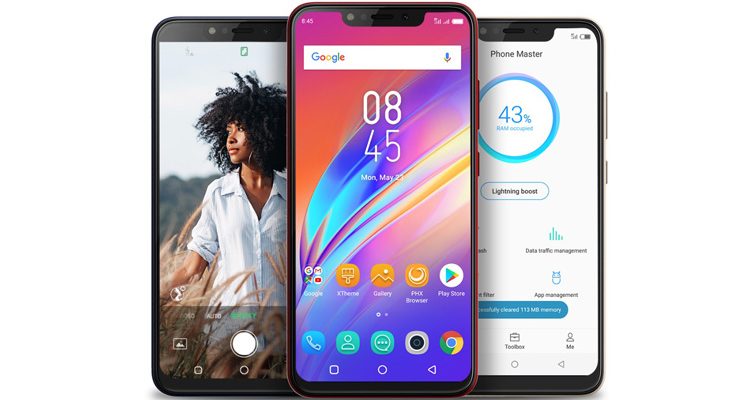 8:45
Google
08
45
Mon, May 23
Google
XTheme
Gallery
PHX
Browser
Play Store
AUTO
Phone Master
43%
RAM occupied
Lightning boost
Data traffic management
App management
cleared 113 MB memory
Toolbox
Me